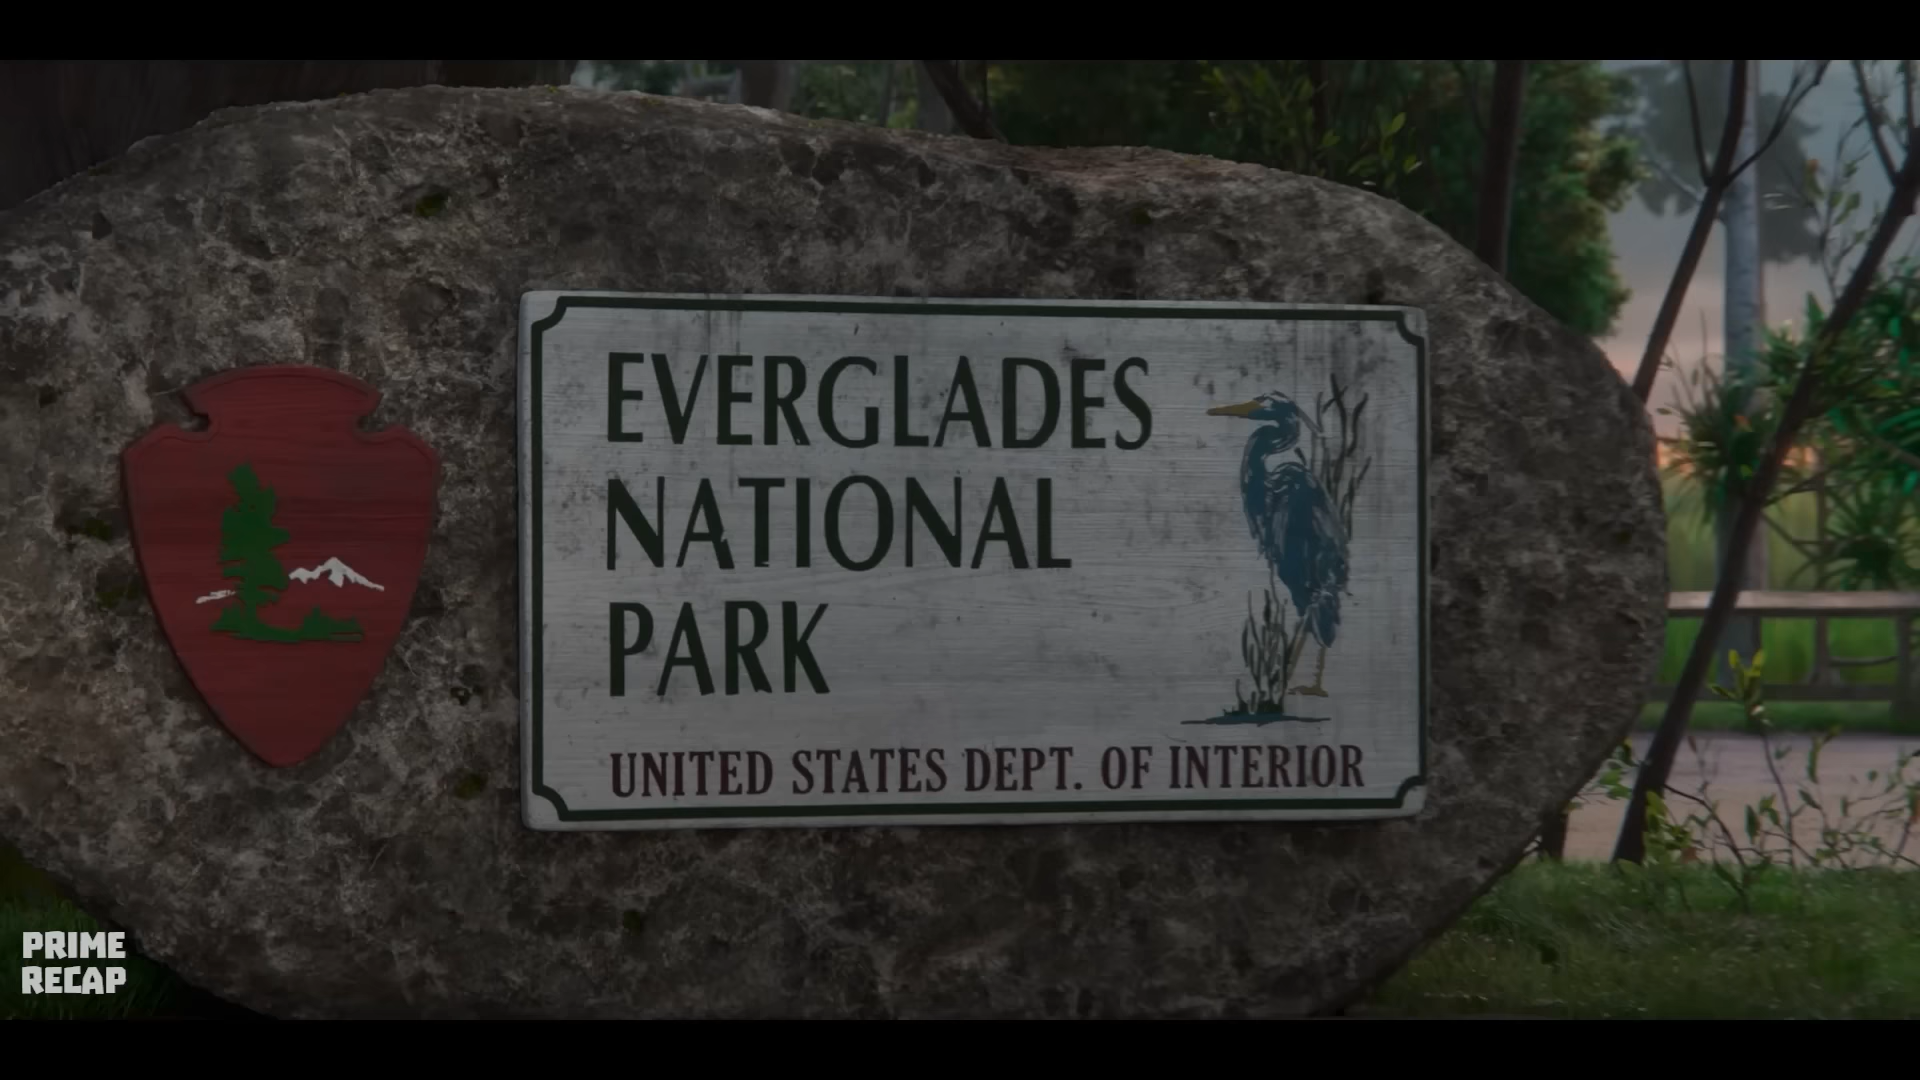 EVERGLADES
NATIONAL
PARK
UNITED STATES DEPT. OF INTERIOR
PRIME
RECAP